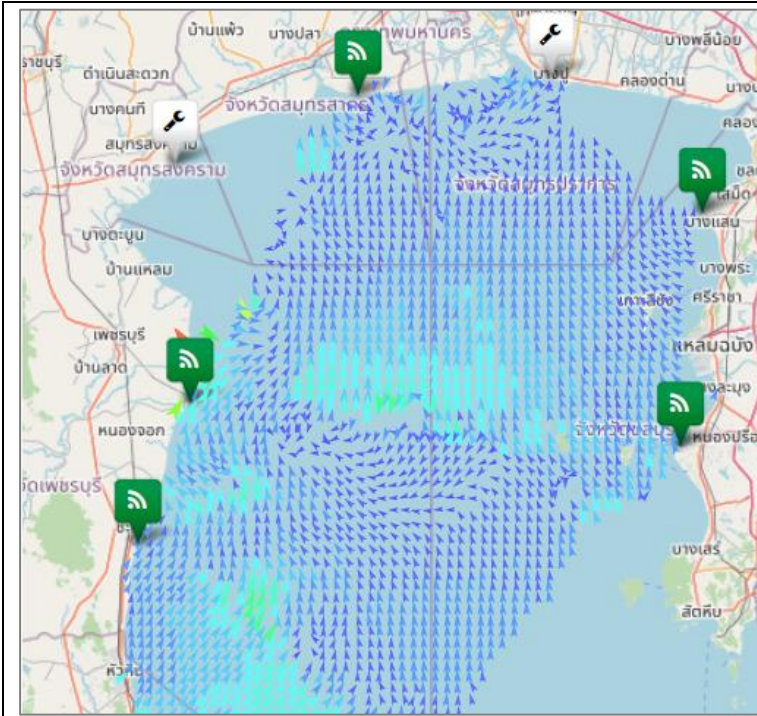 บ้านแพ้ว
บางปลา
บางพลีน้อย
ราชบุรี
ดำเนินสะดวก
บางปู
คลองด่าน
บางคนที
จังหวัดสมุทรสาคร
จังหวัดสมุทรสงคราม
จังหวัดสมุทรปราการ
เสม็ด
บางแสน
บางตะบูน
บ้านแหลม
บางพระ
เกาะสีชัง
ศรีราชา
เพชรบุรี
แหลมฉบัง
บ้านลาด
หนองจอก
จังหวัดชลบุรี
หนองปรือ
บางเสร่
สัตหีบ
หัวหิน